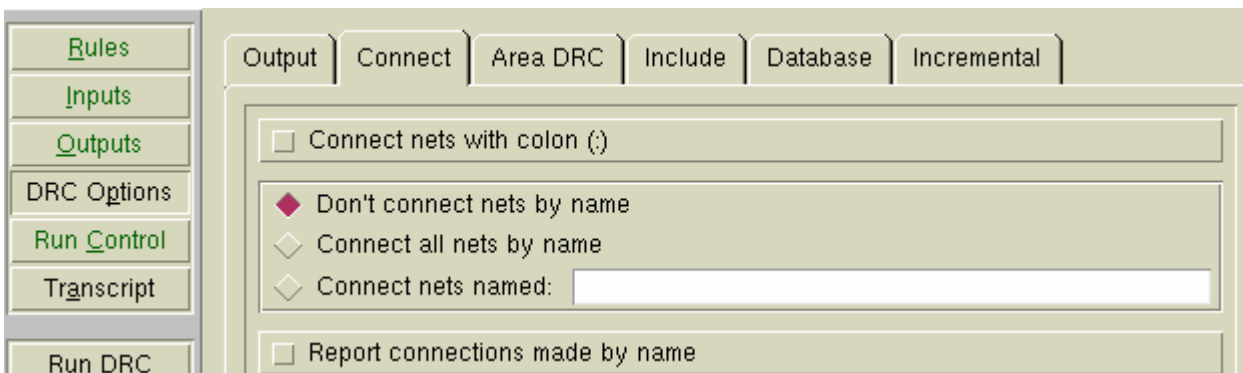 Rules
Inputs
Outputs
DRC Options
Run Control
Transcript
Run DRC
Output Connect Area DRC Include Database Incremental
Connect nets with colon (:)
Don't connect nets by name
Connect all nets by name
Connect nets named:
Report connections made by name